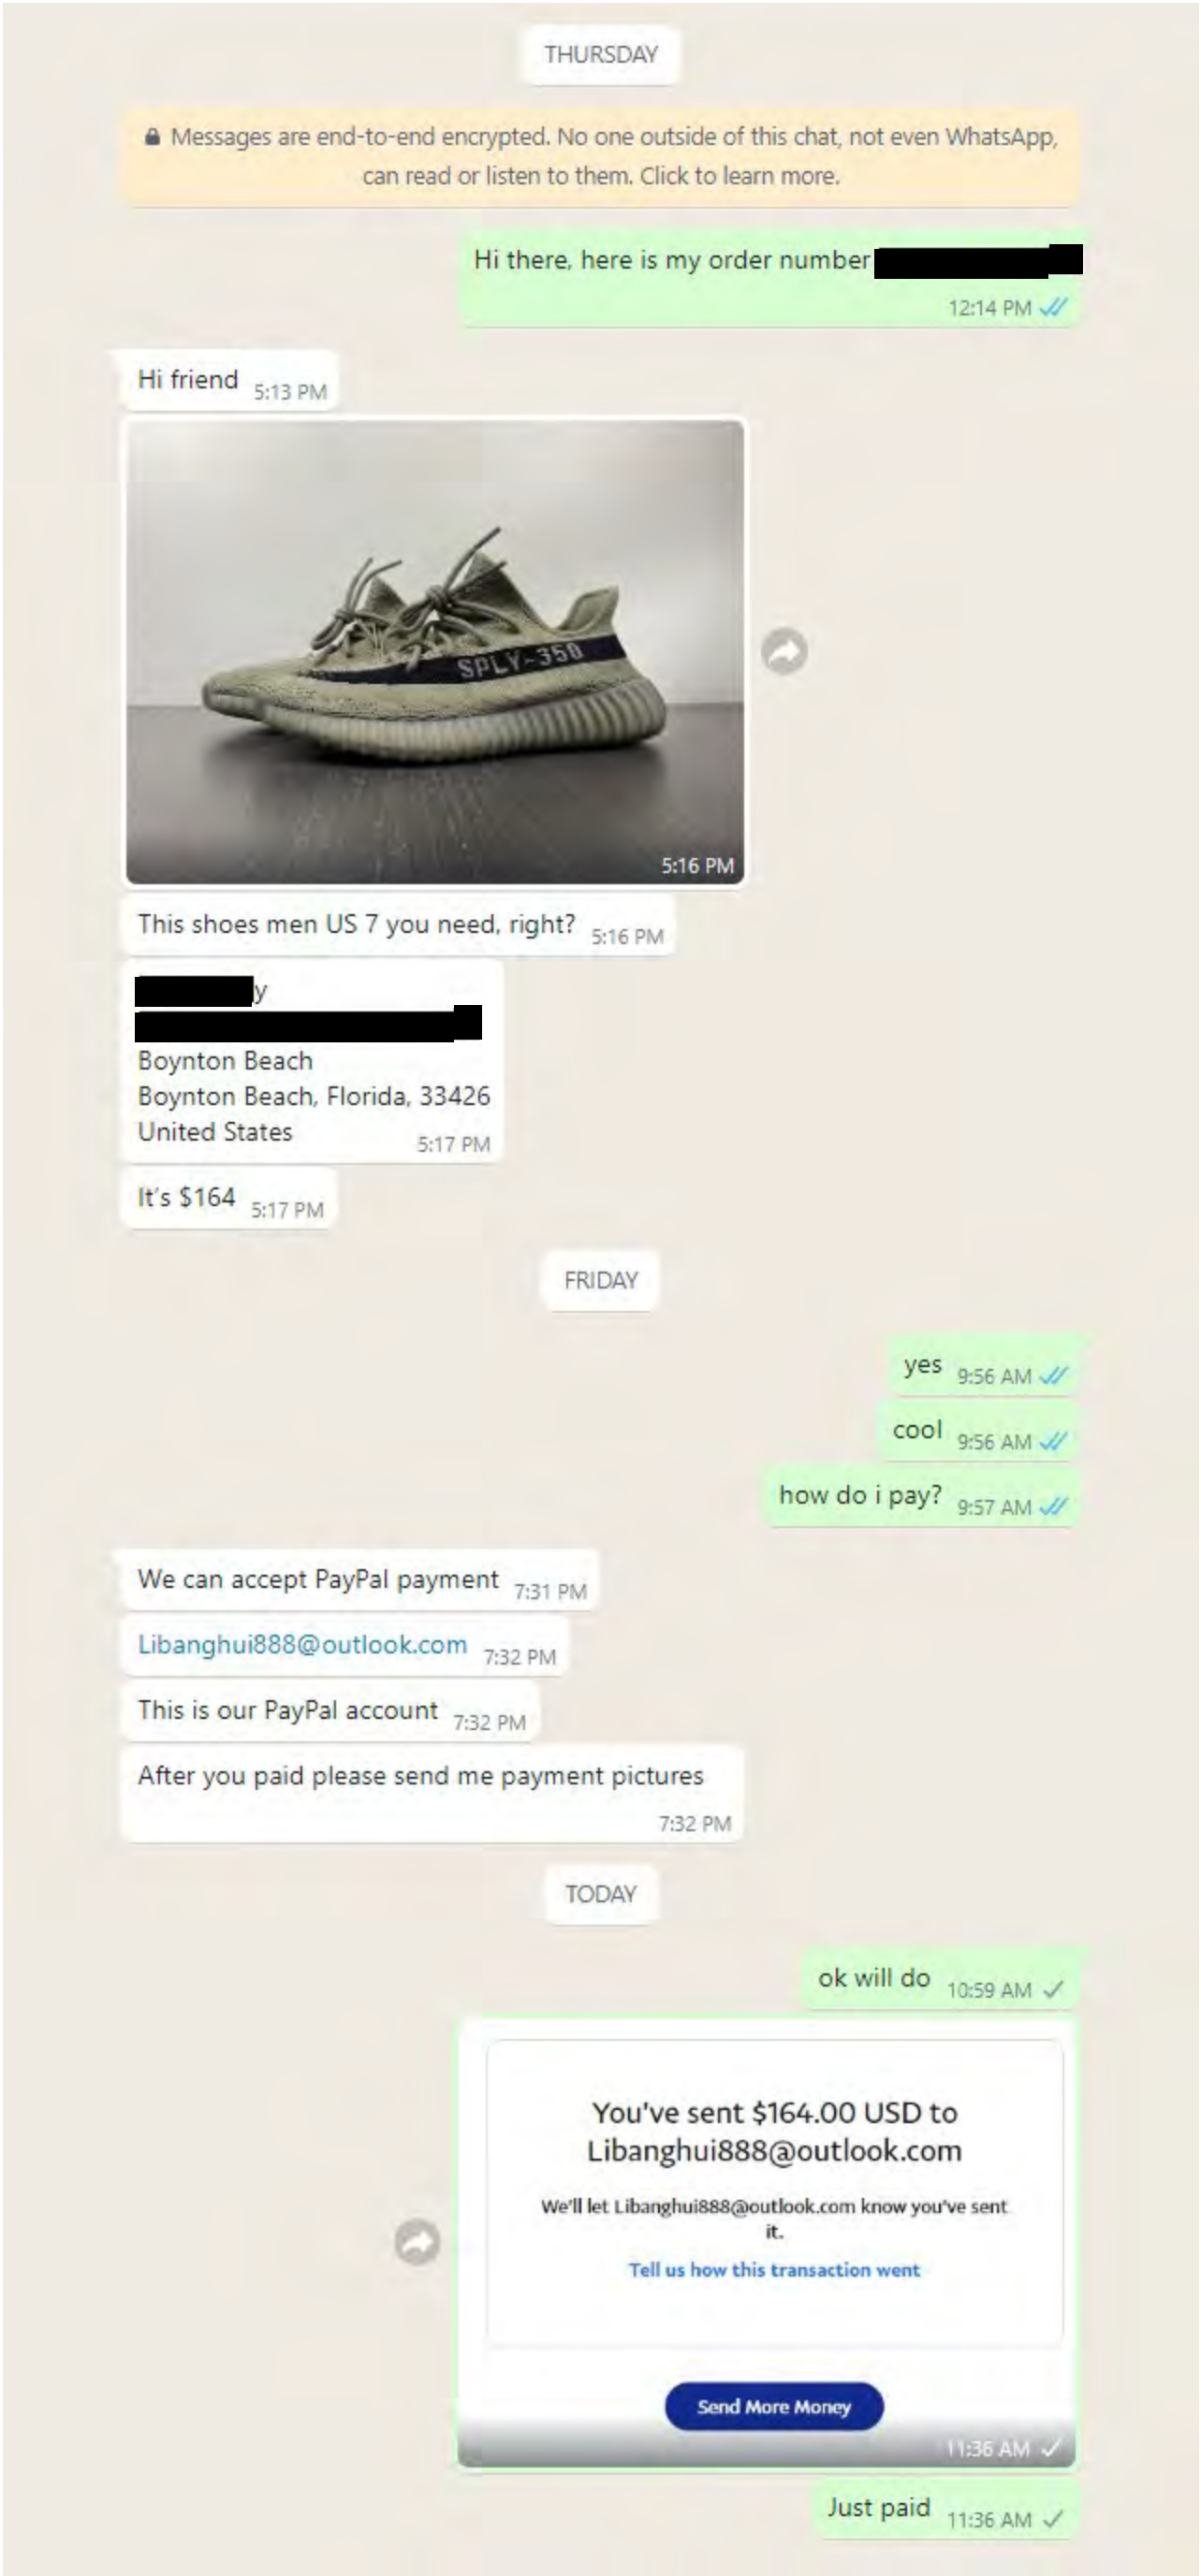 THURSDAY
Messages are end-to-end encrypted. No one outside of this chat, not even WhatsApp,
can read or listen to them. Click to learn more.
Hi there, here is my order number
12:14 PM
Hi friend 5:13 PM
SPLY-350
5:16 PM
This shoes men US 7 you need, right? 5:16 PM
y
Boynton Beach
Boynton Beach, Florida, 33426
United States 5:17 PM
It's $164 5:17 PM
FRIDAY
yes 9:56 AM
cool 9:56 AM
how do i pay? 9:57 AM
We can accept PayPal payment 7:31 PM
Libanghui888@outlook.com 7:32 PM
This is our PayPal account 7:32 PM
After you paid please send me payment pictures
7:32 PM
TODAY
ok will do 10:59 AM
You've sent $164.00 USD to
Libanghui888@outlook.com
We'll let Libanghui888@outlook.com know you've sent
it.
Tell us how this transaction went
Send More Money
11:36 AM
Just paid 11:36 AM